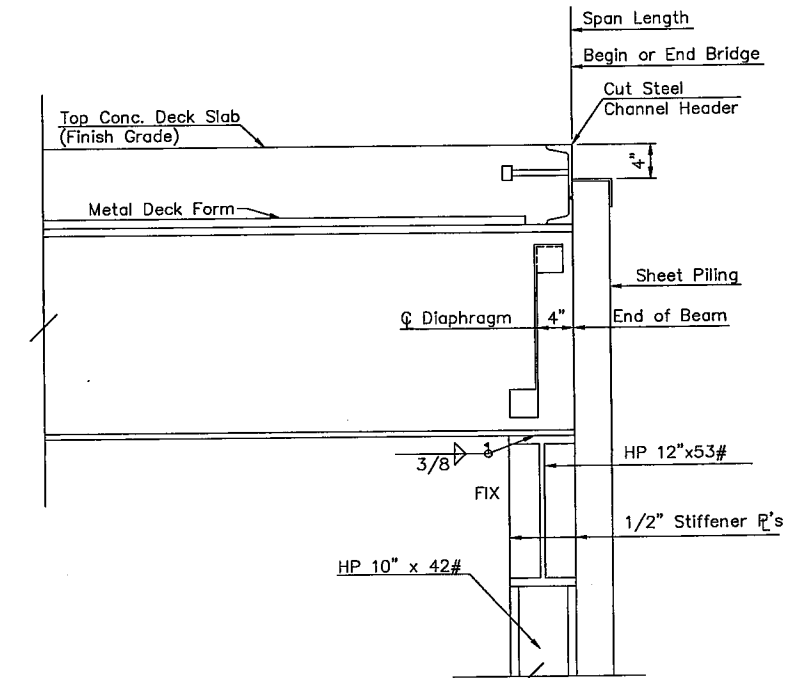 Span Length
Begin or End Bridge
Cut Steel
Channel Header
Top Conc. Deck Slab
(Finish Grade)
4"
Metal Deck Form
Sheet Piling
℄ Diaphragm
4"
End of Beam
3/8
HP 12"x53#
FIX
1/2" Stiffener PL's
HP 10" x 42#